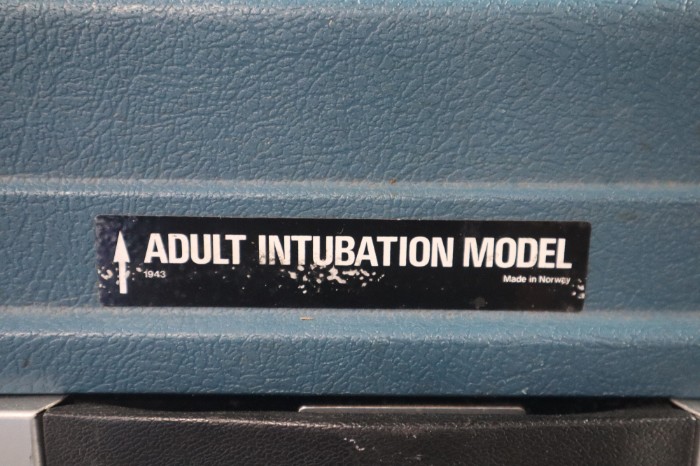 ADULT INTUBATION MODEL
1943
Made in Norway